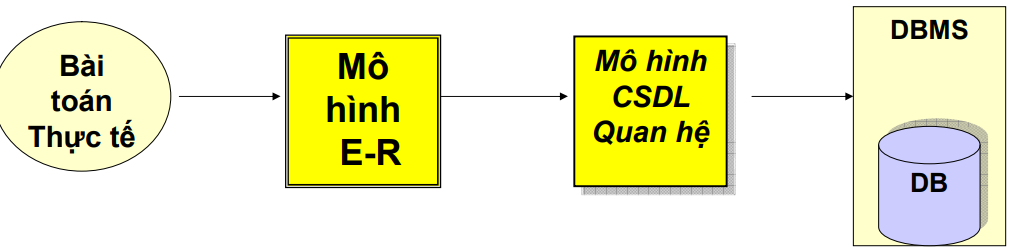 Bài
toán
Thực tế
Mô
hình
E-R
Mô hình
CSDL
Quan hệ
DBMS
DB